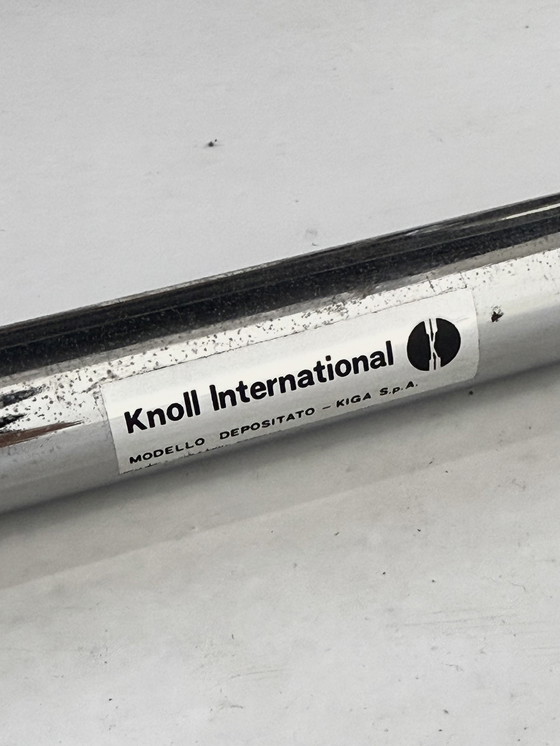 Knoll International
MODELLO DEPOSITATO – KIGA S.p.A.